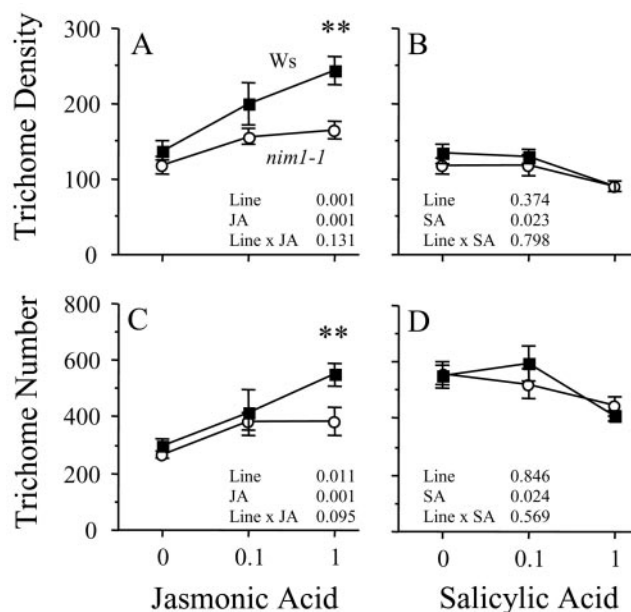 300
200
100
0
Trichome Density
A
Ws
**
nim1-1
Line 0.001
JA 0.001
Line x JA 0.131
B
Line 0.374
SA 0.023
Line x SA 0.798
800
600
400
200
0
Trichome Number
C
**
Line 0.011
JA 0.001
Line x JA 0.095
D
Line 0.846
SA 0.024
Line x SA 0.569
0 0.1 1
0 0.1 1
Jasmonic Acid
Salicylic Acid